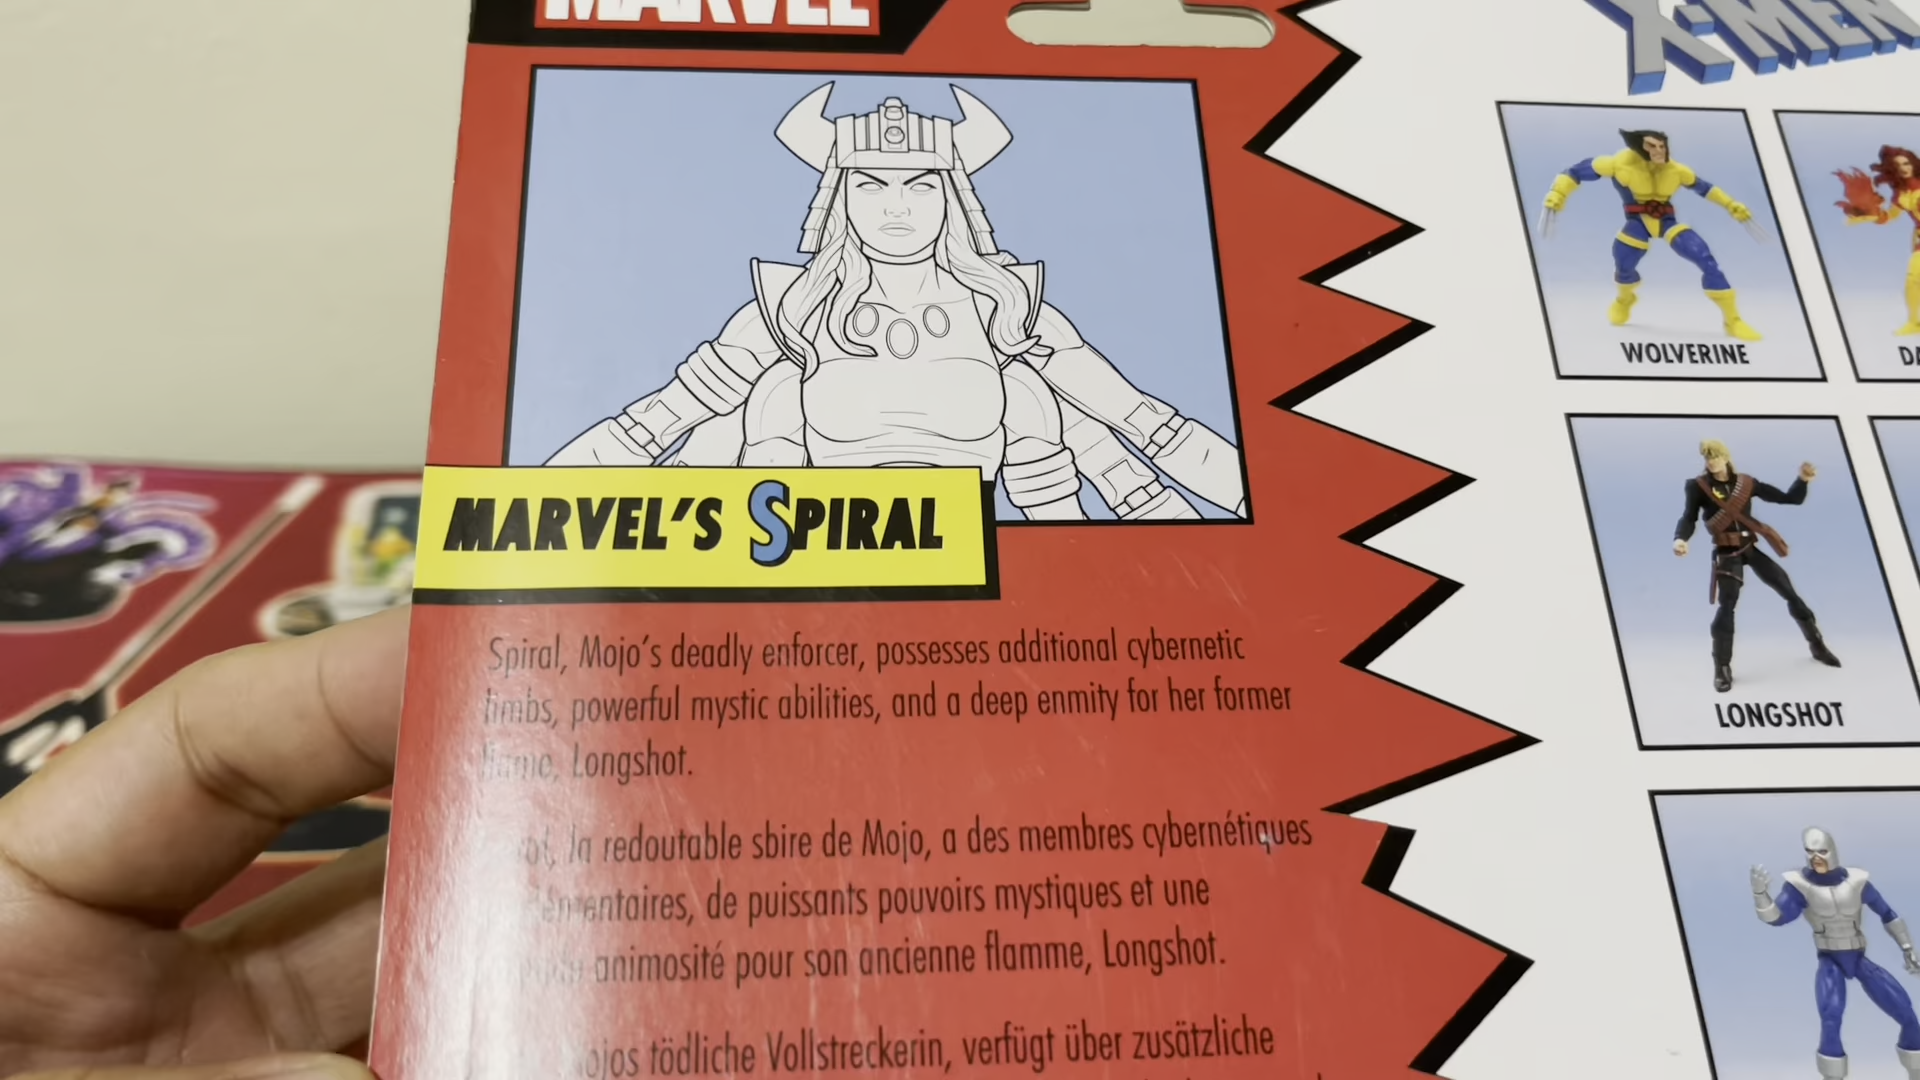 MARVEL
X-MEN
MARVEL'S SPIRAL
Spiral, Mojo's deadly enforcer, possesses additional cybernetic
limbs, powerful mystic abilities, and a deep enmity for her former
flame, Longshot.
la redoutable sbire de Mojo, a des membres cybernétiques
de puissants pouvoirs mystiques et une
animosité pour son ancienne flamme, Longshot.
tödliche Vollstreckerin, verfügt über zusätzliche
WOLVERINE
LONGSHOT